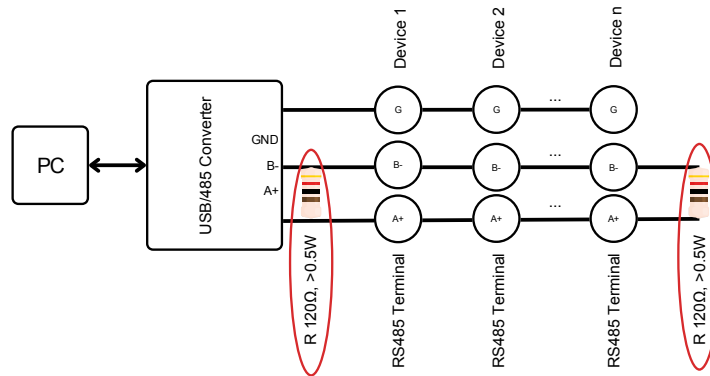 Device 1
Device 2
Device n
PC
USB/485 Converter
GND
B-
A+
G
G
...
G
B-
B-
...
B-
A+
A+
...
A+
R 120Ω, >0.5W
RS485 Terminal
RS485 Terminal
RS485 Terminal
R 120Ω, >0.5W